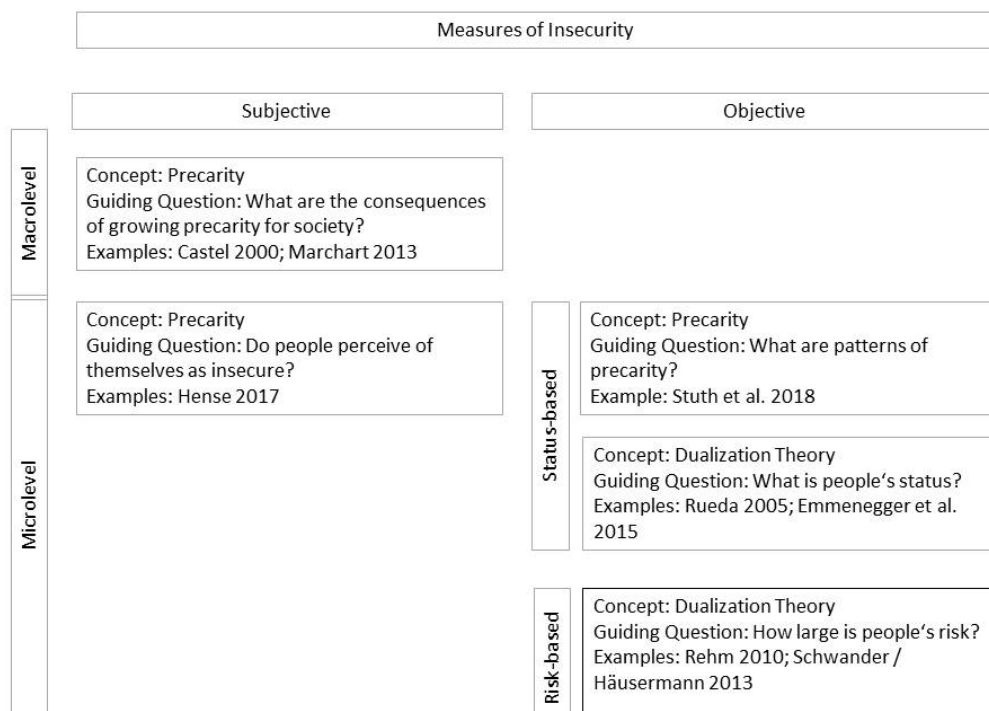 Measures of Insecurity
Subjective
Objective
Macrolevel
Concept: Precarity
Guiding Question: What are the consequences
of growing precarity for society?
Examples: Castel 2000; Marchart 2013
Microlevel
Concept: Precarity
Guiding Question: Do people perceive of
themselves as insecure?
Examples: Hense 2017
Status-based
Concept: Precarity
Guiding Question: What are patterns of
precarity?
Example: Stuth et al. 2018
Concept: Dualization Theory
Guiding Question: What is people‘s status?
Examples: Rueda 2005; Emmenegger et al.
2015
Risk-based
Concept: Dualization Theory
Guiding Question: How large is people‘s risk?
Examples: Rehm 2010; Schwander /
Häusermann 2013